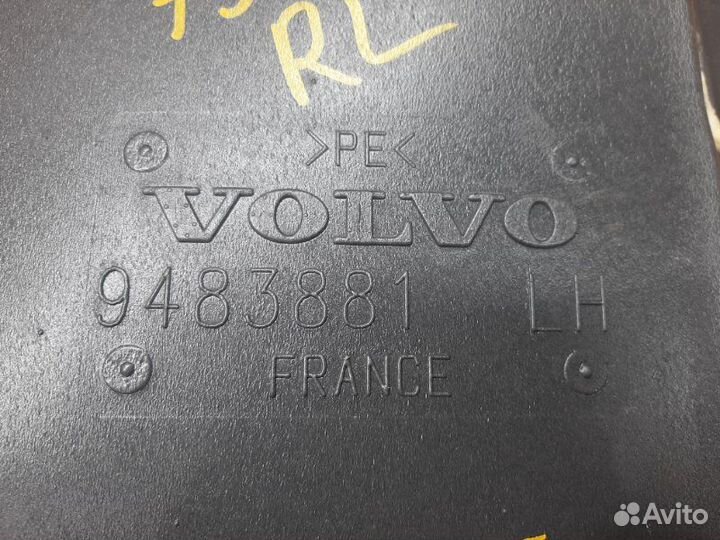 RL
>PE<
VOLVO
9483881 LH
FRANCE
Avito